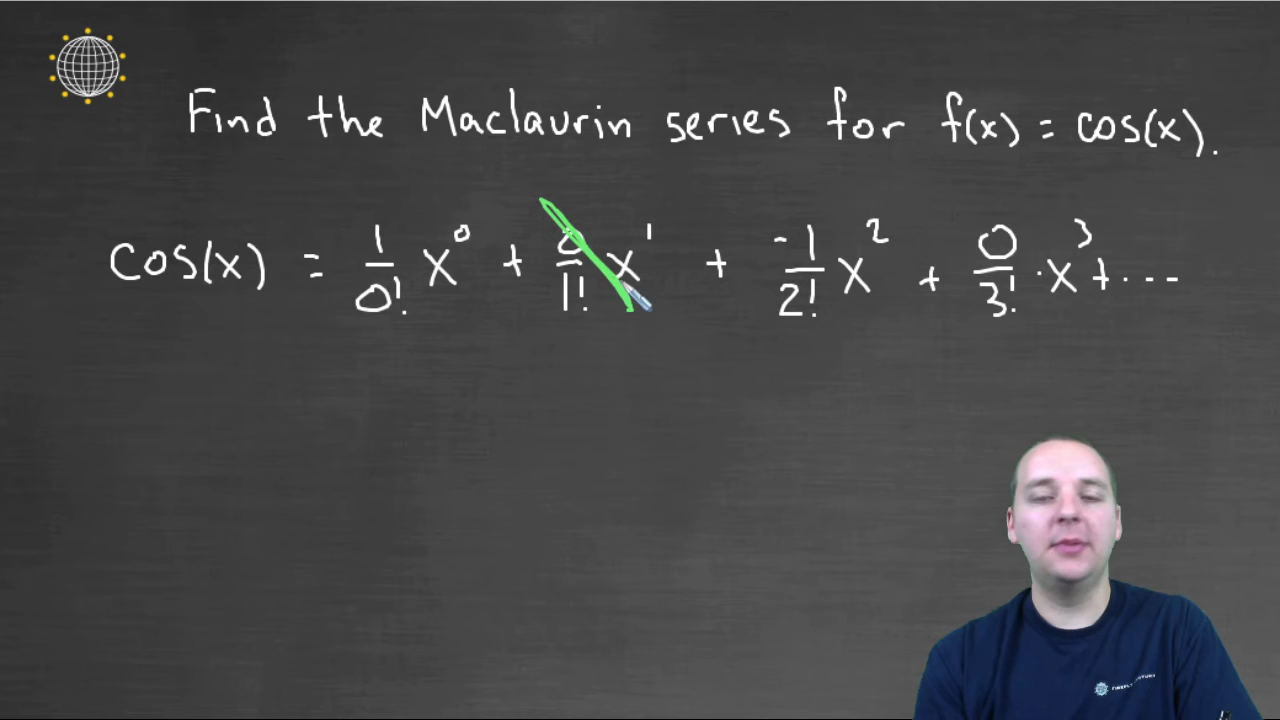 Find the Maclaurin series for f(x) = cos(x).
cos(x) = 1/0! x^0 + 0/1! x^1 + -1/2! x^2 + 0/3! · x^3 + ···